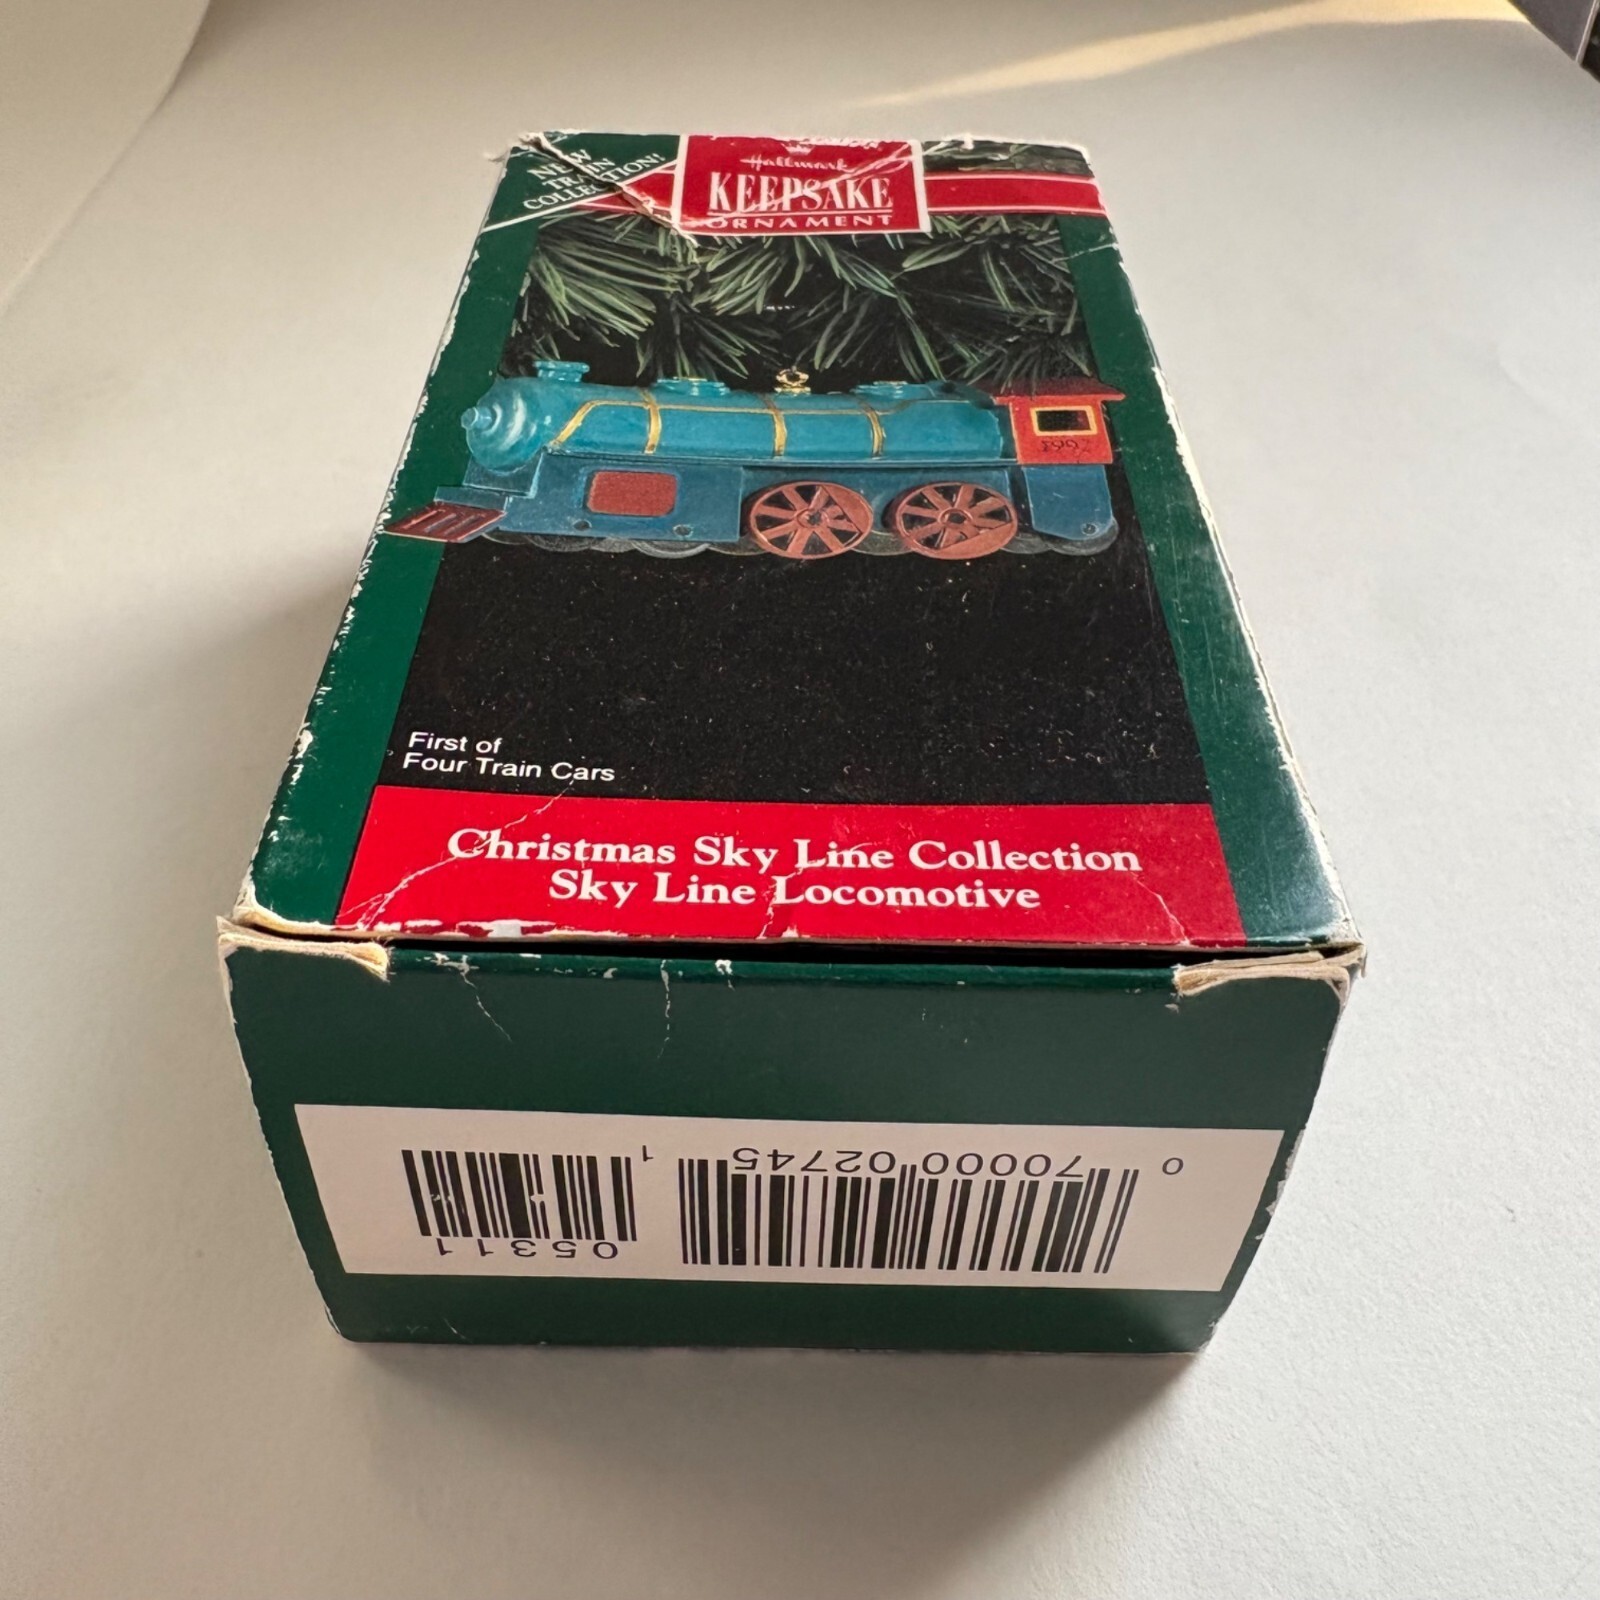 NEW
TRAIN
COLLECTION!
Hallmark
KEEPSAKE
ORNAMENT
1992
First of
Four Train Cars
Christmas Sky Line Collection
Sky Line Locomotive
0 70000 02745 1
05311